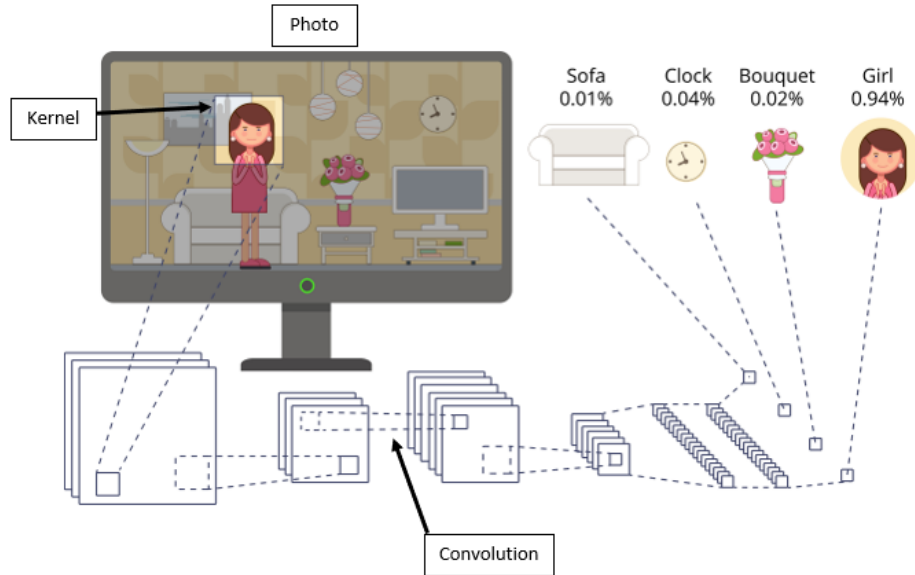 Photo
Kernel
Sofa
0.01%
Clock
0.04%
Bouquet
0.02%
Girl
0.94%
Convolution